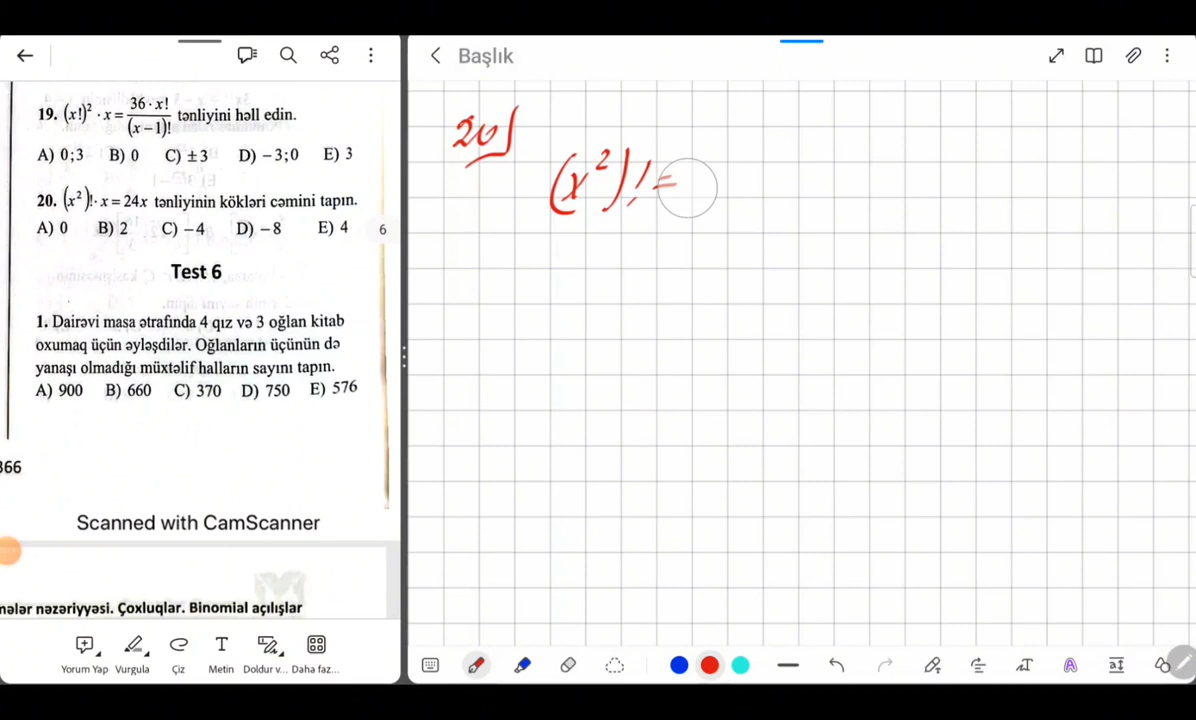 Başlık
19. (x!)² · x = 36 · x! / (x − 1)! tənliyini həll edin.
A) 0;3 B) 0 C) ±3 D) −3;0 E) 3
20. (x²)! · x = 24x tənliyinin kökləri cəmini tapın.
A) 0 B) 2 C) −4 D) −8 E) 4
6
Test 6
1. Dairəvi masa ətrafında 4 qız və 3 oğlan kitab
oxumaq üçün əyləşdilər. Oğlanların üçünün də
yanaşı olmadığı müxtəlif halların sayını tapın.
A) 900 B) 660 C) 370 D) 750 E) 576
366
Scanned with CamScanner
mələr nəzəriyyəsi. Çoxluqlar. Binomial açılışlar
Yorum Yap Vurgula Çiz Metin Doldur v... Daha faz...
20)
(x²)! =